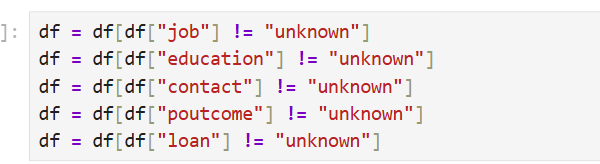 ]:
df = df[df["job"] != "unknown"]
df = df[df["education"] != "unknown"]
df = df[df["contact"] != "unknown"]
df = df[df["poutcome"] != "unknown"]
df = df[df["loan"] != "unknown"]